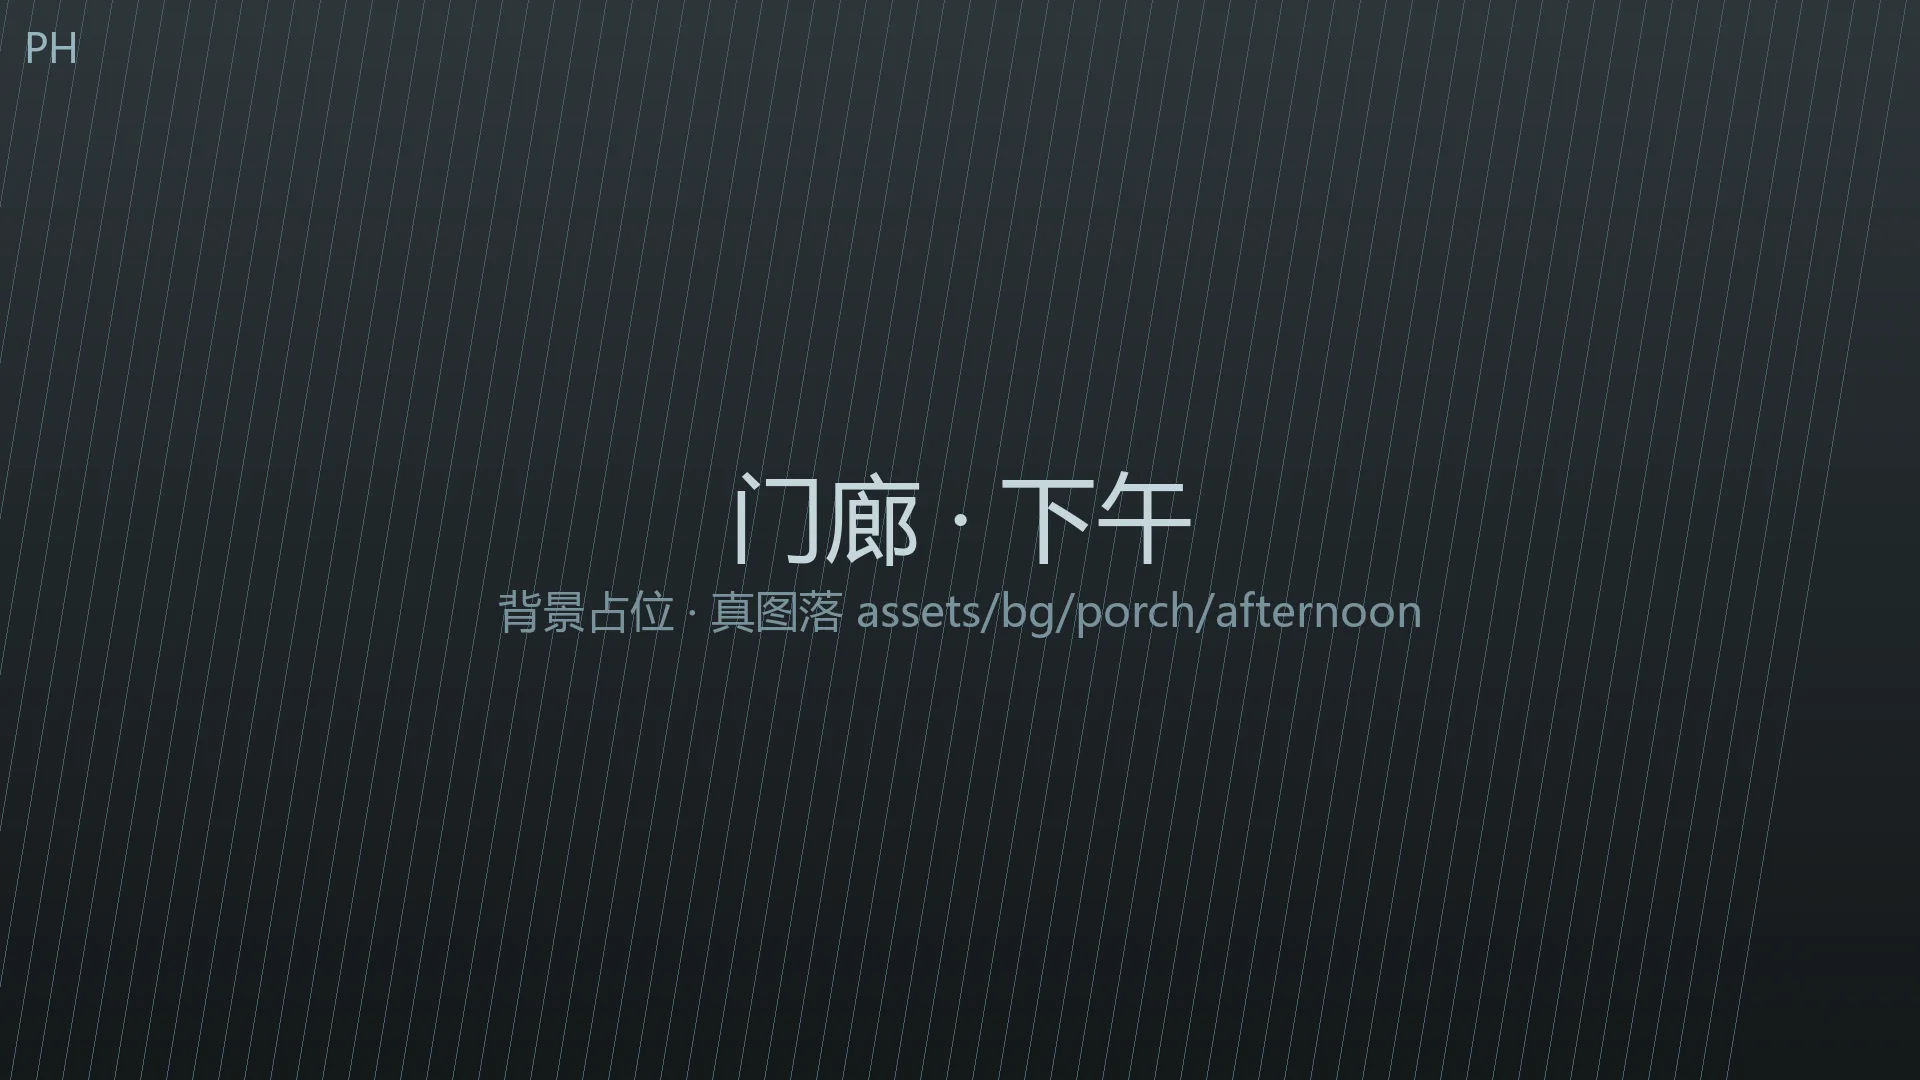 PH
门廊 · 下午
背景占位 · 真图落 assets/bg/porch/afternoon